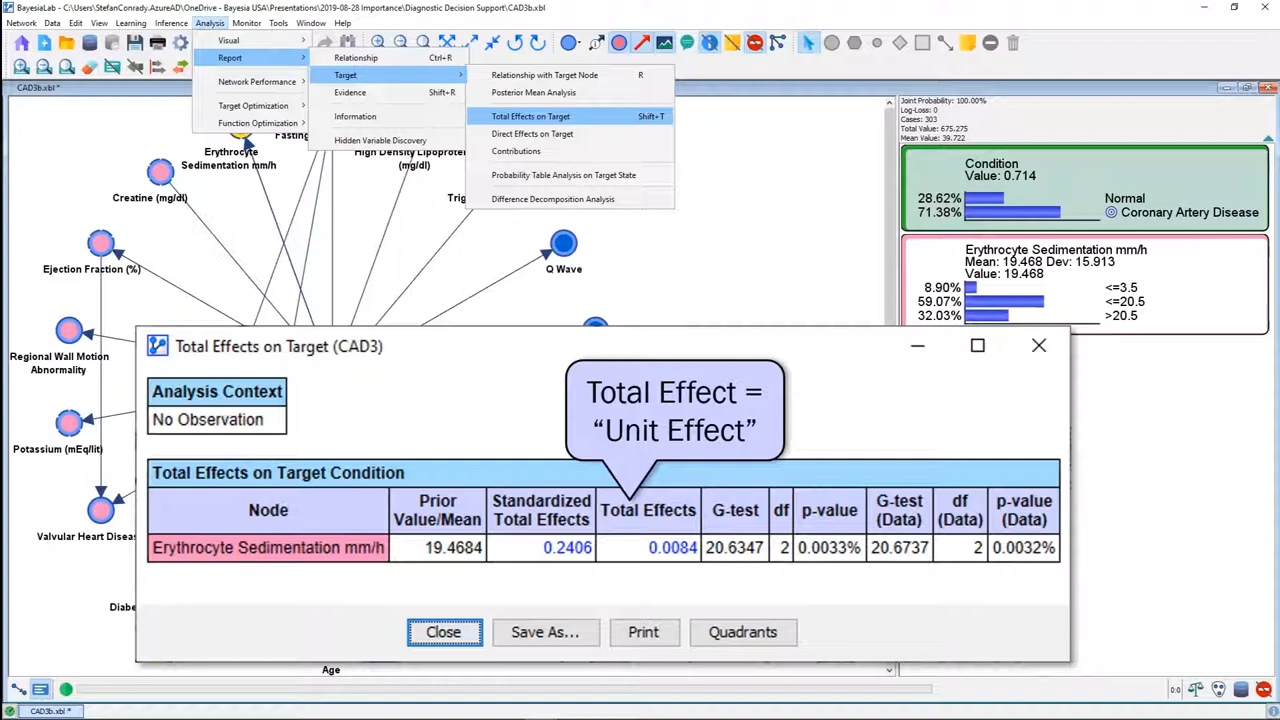 BayesiaLab - C:\Users\StefanConrady.AzureAD\OneDrive - Bayesia USA\Presentations\2019-08-28 Importance\Diagnostic Decision Support\CAD3b.xbl
Network Data Edit View Learning Inference Analysis Monitor Tools Window Help
CAD3b.xbl *
Visual
Report
Network Performance
Target Optimization
Function Optimization
Relationship Ctrl+R
Target
Evidence Shift+R
Information
Hidden Variable Discovery
Relationship with Target Node R
Posterior Mean Analysis
Total Effects on Target Shift+T
Direct Effects on Target
Contributions
Probability Table Analysis on Target State
Difference Decomposition Analysis
Erythrocyte
Sedimentation mm/h
Creatine (mg/dl)
Ejection Fraction (%)
Regional Wall Motion
Abnormality
Potassium (mEq/lit)
Valvular Heart Diseas
Diabe
Age
Fasting
High Density Lipoprote
(mg/dl)
Trig
Q Wave
Joint Probability: 100.00%
Log-Loss: 0
Cases: 303
Total Value: 675.275
Mean Value: 39.722
Condition
Value: 0.714
28.62% Normal
71.38% Coronary Artery Disease
Erythrocyte Sedimentation mm/h
Mean: 19.468 Dev: 15.913
Value: 19.468
8.90% <=3.5
59.07% <=20.5
32.03% >20.5
Total Effects on Target (CAD3)
Analysis Context
No Observation
Total Effect =
“Unit Effect”
Total Effects on Target Condition
Node Prior Value/Mean Standardized Total Effects Total Effects G-test df p-value G-test (Data) df (Data) p-value (Data)
Erythrocyte Sedimentation mm/h 19.4684 0.2406 0.0084 20.6347 2 0.0033% 20.6737 2 0.0032%
Close Save As... Print Quadrants
0:0
CAD3b.xbl *